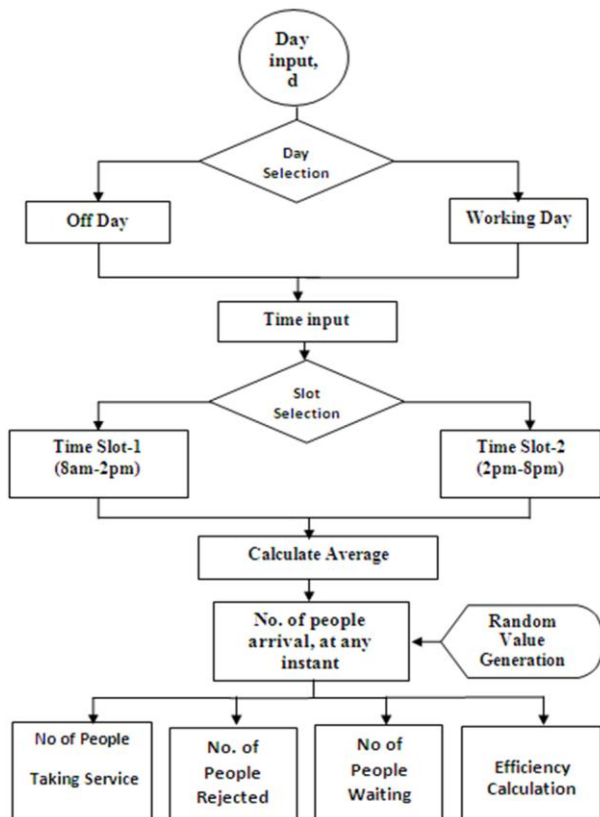 Day
input,
d
Day
Selection
Off Day
Working Day
Time input
Slot
Selection
Time Slot-1
(8am-2pm)
Time Slot-2
(2pm-8pm)
Calculate Average
No. of people
arrival, at any
instant
Random
Value
Generation
No of People
Taking Service
No. of
People
Rejected
No of
People
Waiting
Efficiency
Calculation